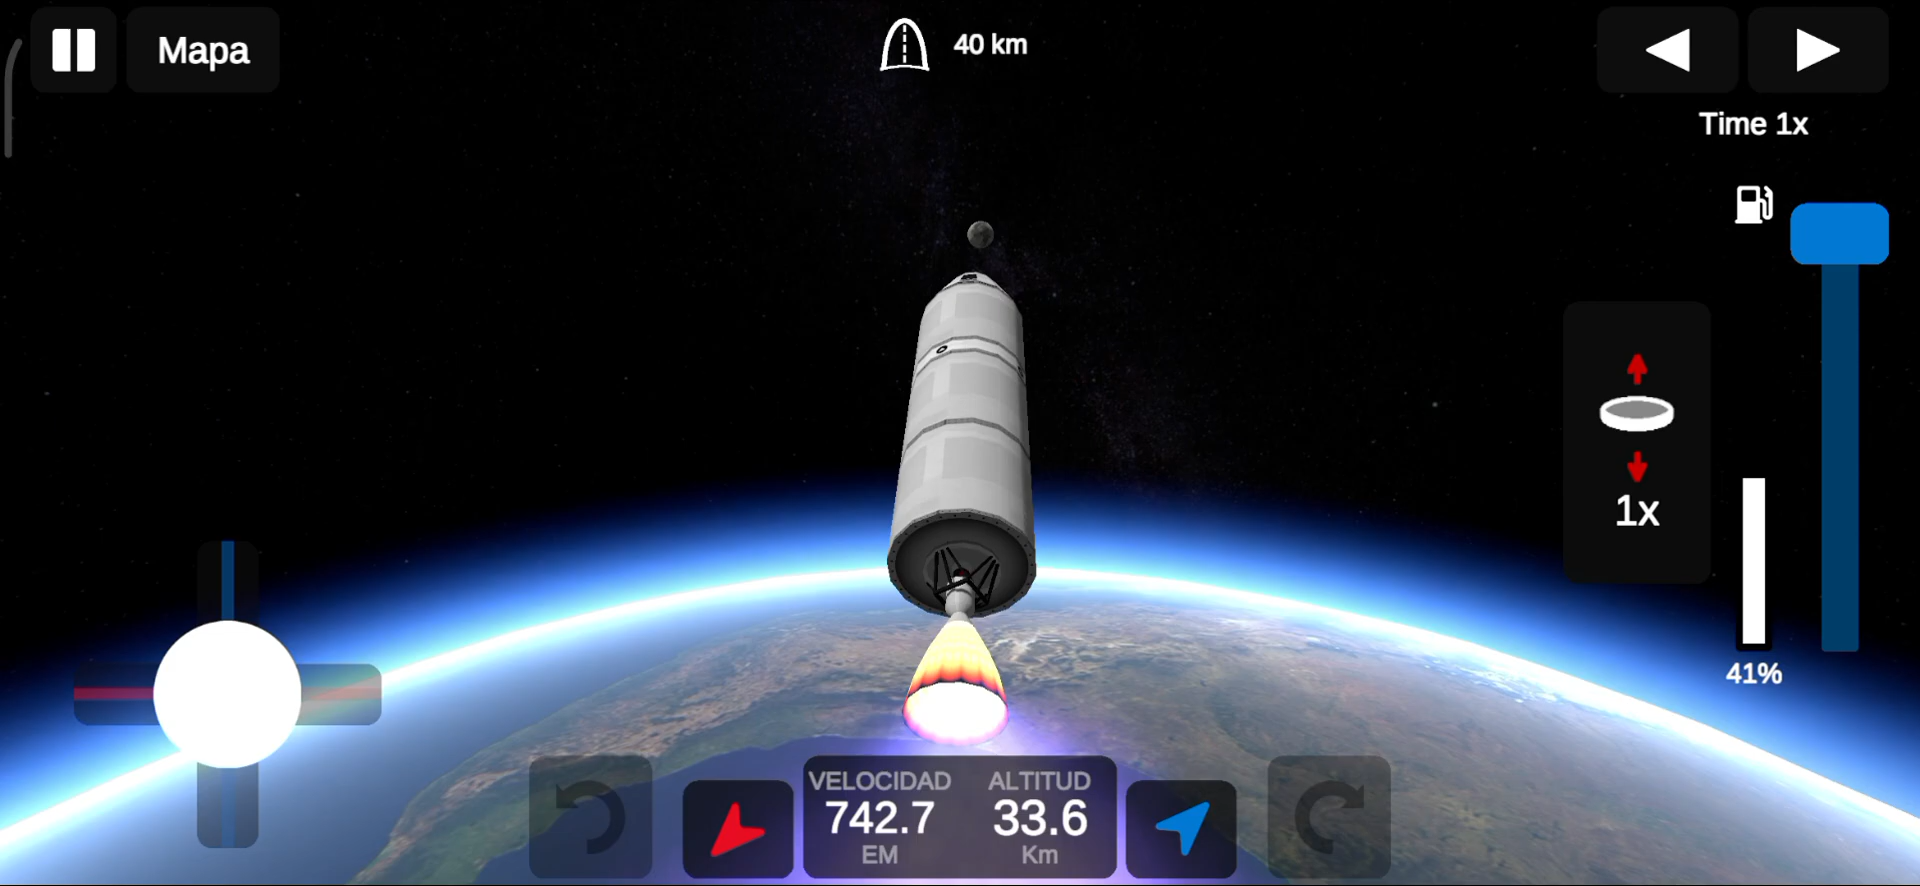 Mapa
40 km
Time 1x
1x
41%
VELOCIDAD ALTITUD
742.7 33.6
EM Km